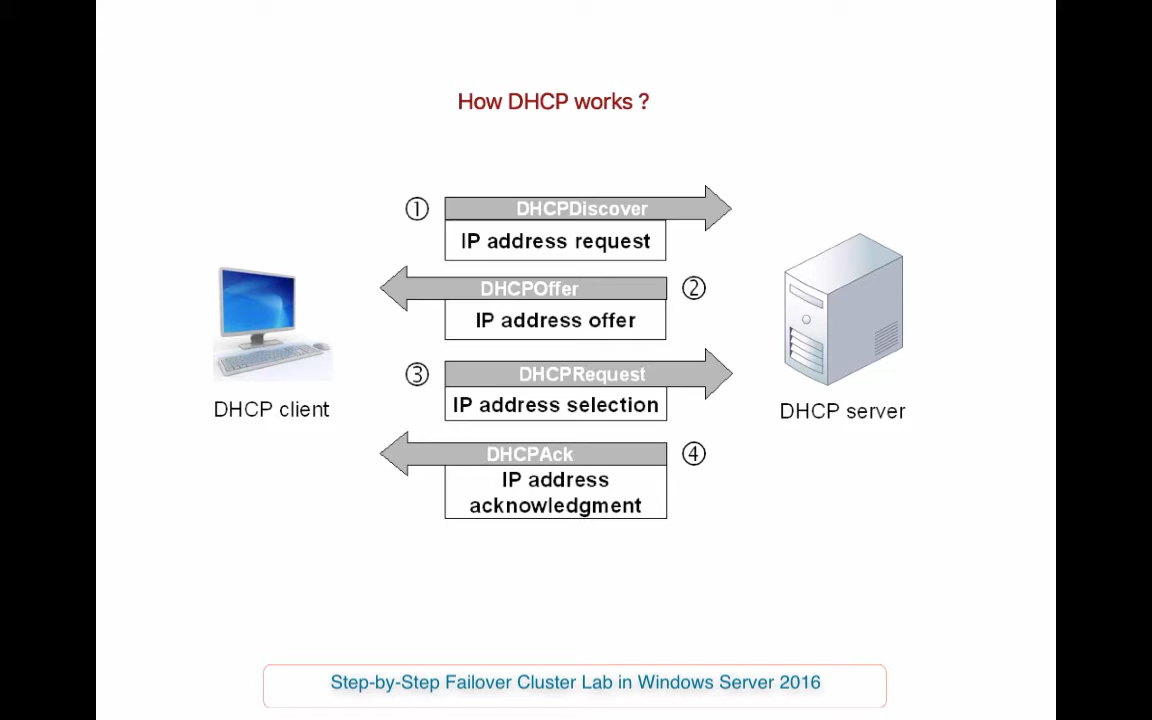 How DHCP works ?
①
DHCPDiscover
IP address request
DHCPOffer
②
IP address offer
③
DHCPRequest
IP address selection
DHCPAck
④
IP address
acknowledgment
DHCP client
DHCP server
Step-by-Step Failover Cluster Lab in Windows Server 2016